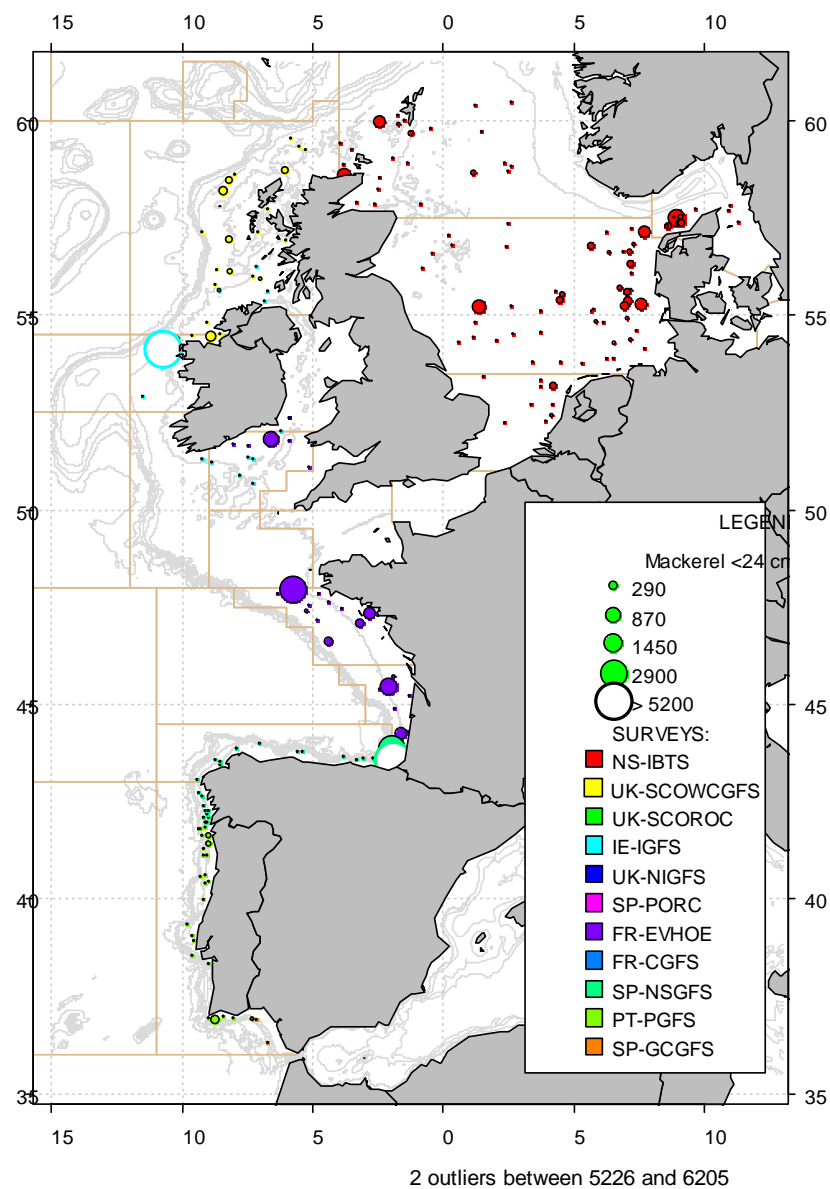 15 10 5 0 5 10
60 60
55 55
50 50
45 45
40 40
35 35
LEGEN
Mackerel <24 cm
290
870
1450
2900
> 5200
SURVEYS:
NS-IBTS
UK-SCOWCGFS
UK-SCOROC
IE-IGFS
UK-NIGFS
SP-PORC
FR-EVHOE
FR-CGFS
SP-NSGFS
PT-PGFS
SP-GCGFS
15 10 5 0 5 10
2 outliers between 5226 and 6205